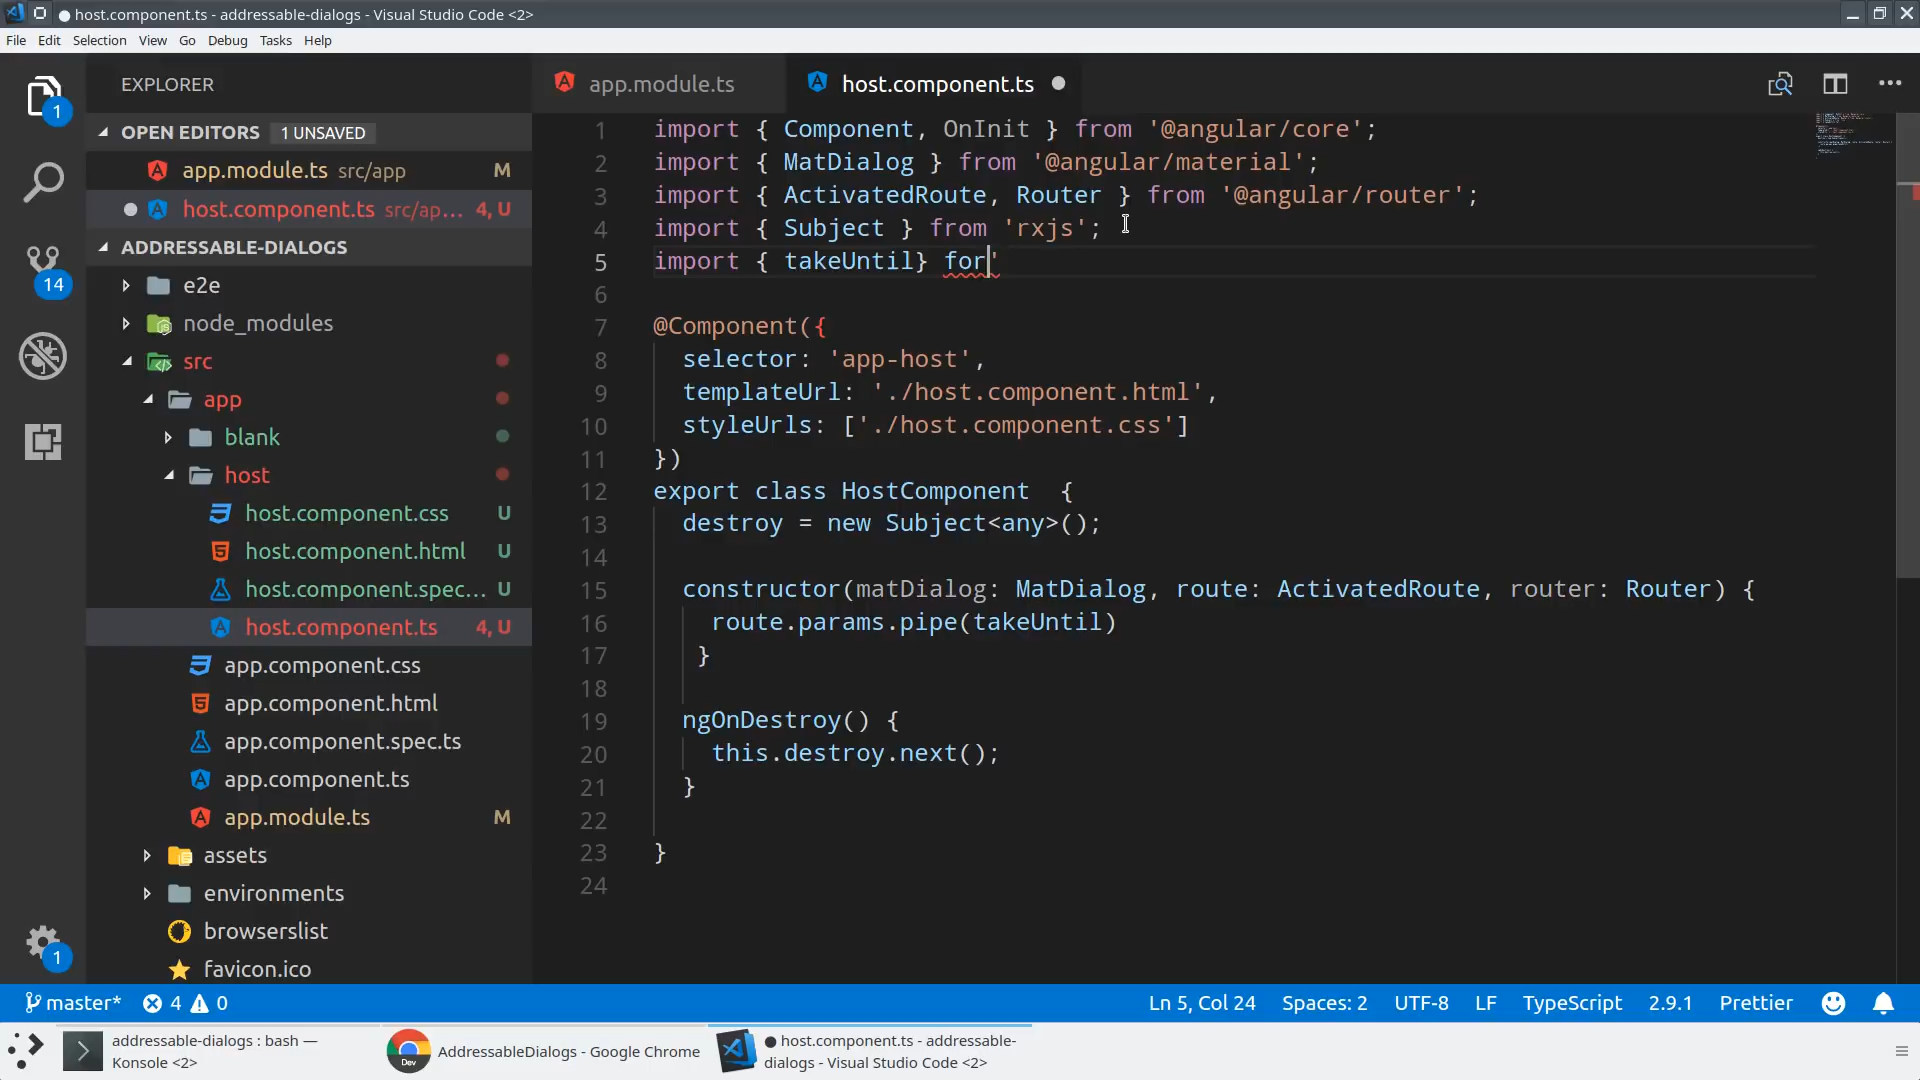 host.component.ts - addressable-dialogs - Visual Studio Code <2>
File Edit Selection View Go Debug Tasks Help
EXPLORER
app.module.ts
host.component.ts
1
OPEN EDITORS 1 UNSAVED
app.module.ts src/app M
host.component.ts src/ap... 4, U
ADDRESSABLE-DIALOGS
14
e2e
node_modules
src
app
blank
host
host.component.css U
host.component.html U
host.component.spec... U
host.component.ts 4, U
app.component.css
app.component.html
app.component.spec.ts
app.component.ts
app.module.ts M
assets
environments
browserslist
favicon.ico
1
1 import { Component, OnInit } from '@angular/core';
2 import { MatDialog } from '@angular/material';
3 import { ActivatedRoute, Router } from '@angular/router';
4 import { Subject } from 'rxjs';
5 import { takeUntil} for'
6
7 @Component({
8 selector: 'app-host',
9 templateUrl: './host.component.html',
10 styleUrls: ['./host.component.css']
11 })
12 export class HostComponent  {
13 destroy = new Subject<any>();
14
15 constructor(matDialog: MatDialog, route: ActivatedRoute, router: Router) {
16 route.params.pipe(takeUntil)
17 }
18
19 ngOnDestroy() {
20 this.destroy.next();
21 }
22
23 }
24
master* 4 0 Ln 5, Col 24 Spaces: 2 UTF-8 LF TypeScript 2.9.1 Prettier
addressable-dialogs : bash —
Konsole <2>
Dev
AddressableDialogs - Google Chrome
host.component.ts - addressable-
dialogs - Visual Studio Code <2>